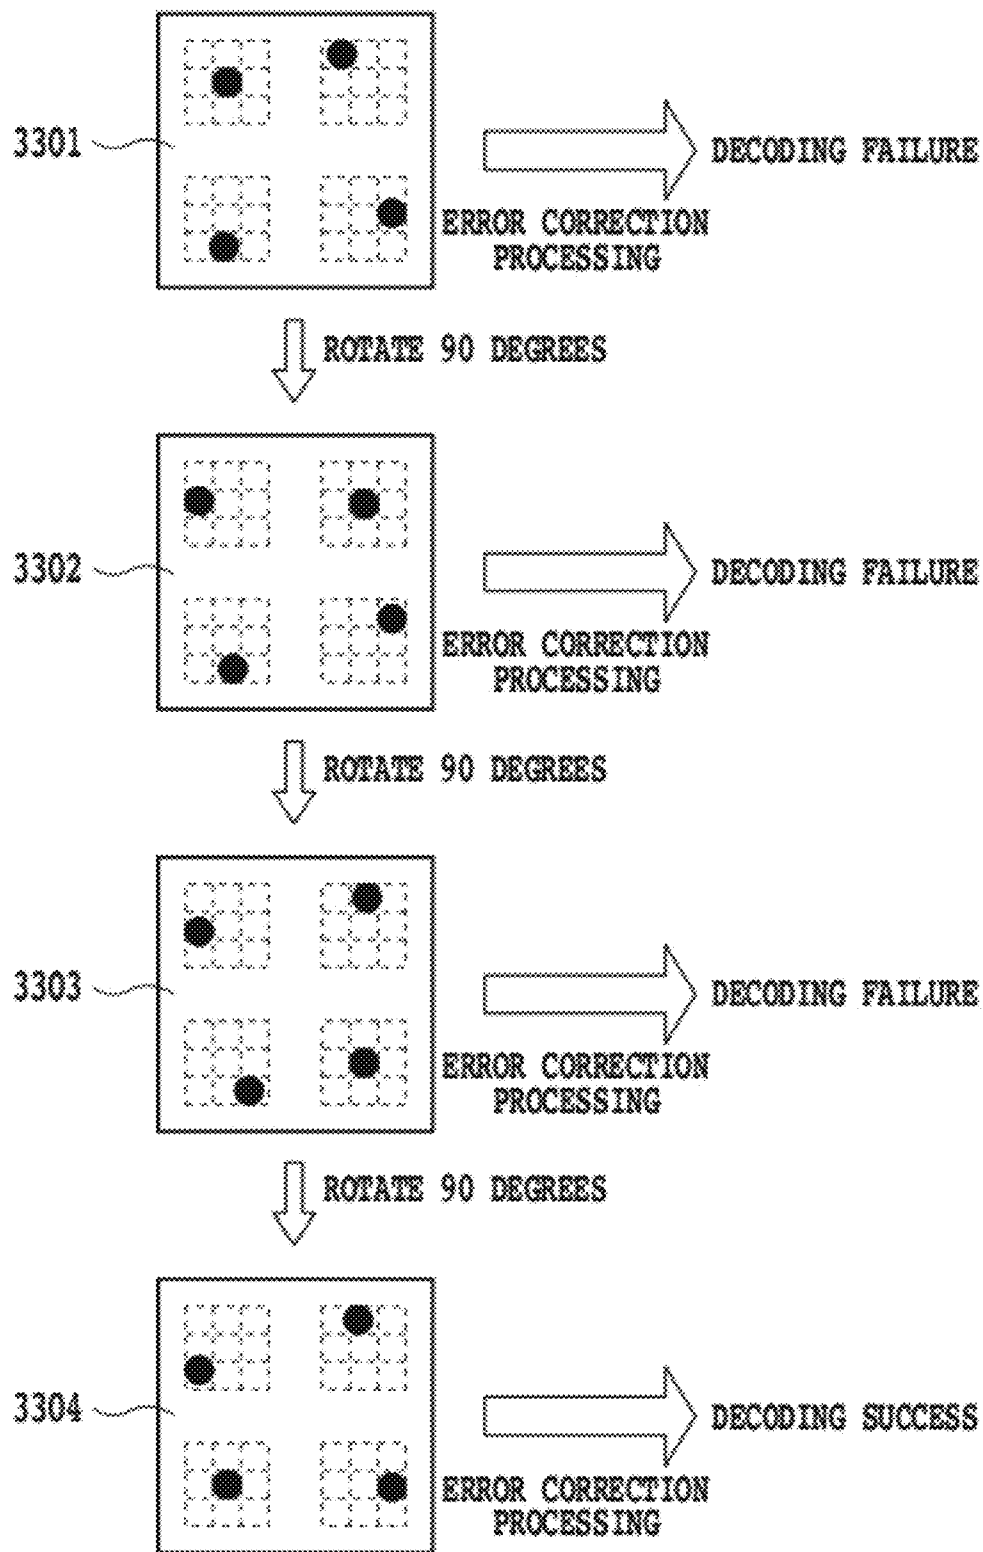 3301
DECODING FAILURE
ERROR CORRECTION
PROCESSING
ROTATE 90 DEGREES
3302
DECODING FAILURE
ERROR CORRECTION
PROCESSING
ROTATE 90 DEGREES
3303
DECODING FAILURE
ERROR CORRECTION
PROCESSING
ROTATE 90 DEGREES
3304
DECODING SUCCESS
ERROR CORRECTION
PROCESSING